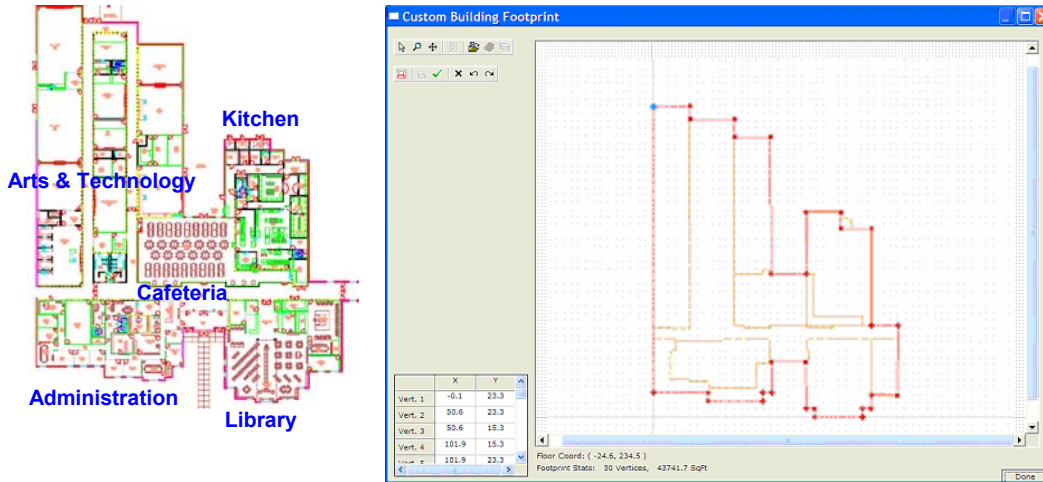 Kitchen
Arts & Technology
Cafeteria
Administration
Library
Custom Building Footprint
X Y
Vert. 1 -0.1 23.3
Vert. 2 50.6 23.3
Vert. 3 50.6 15.3
Vert. 4 101.9 15.3
Vert. 5 101.9 23.3
Floor Coord: ( -24.6, 234.5 )
Footprint Stats: 30 Vertices, 43741.7 SqFt
Done